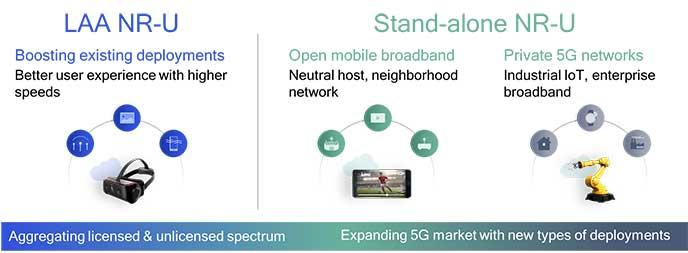 LAA NR-U
Boosting existing deployments
Better user experience with higher
speeds
Stand-alone NR-U
Open mobile broadband
Neutral host, neighborhood
network
Private 5G networks
Industrial IoT, enterprise
broadband
Aggregating licensed & unlicensed spectrum
Expanding 5G market with new types of deployments